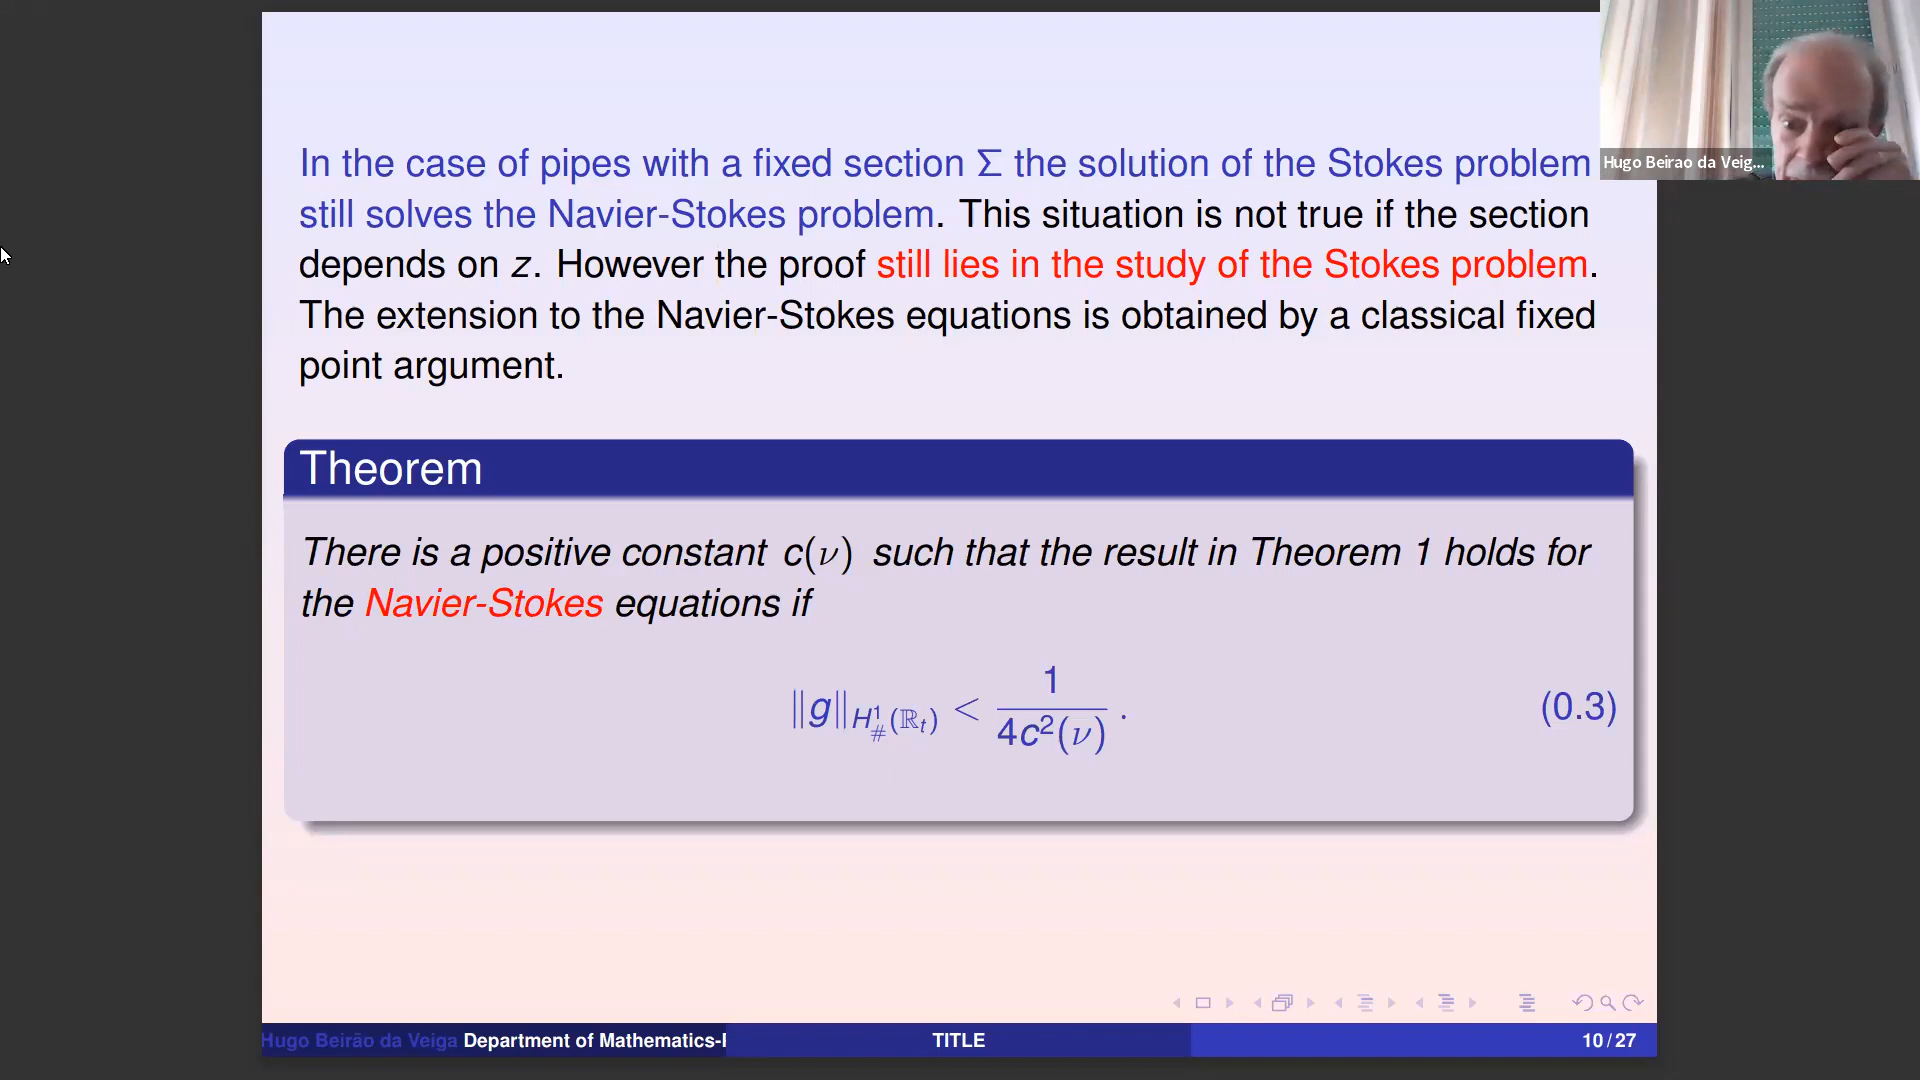 In the case of pipes with a fixed section Σ the solution of the Stokes problem
still solves the Navier-Stokes problem. This situation is not true if the section
depends on z. However the proof still lies in the study of the Stokes problem.
The extension to the Navier-Stokes equations is obtained by a classical fixed
point argument.
Theorem
There is a positive constant c(ν) such that the result in Theorem 1 holds for
the Navier-Stokes equations if
‖g‖_{H^1_#(ℝ_t)} < 1 / 4c²(ν) . (0.3)
Hugo Beirao da Veig...
Hugo Beirão da Veiga Department of Mathematics-
TITLE
10 / 27